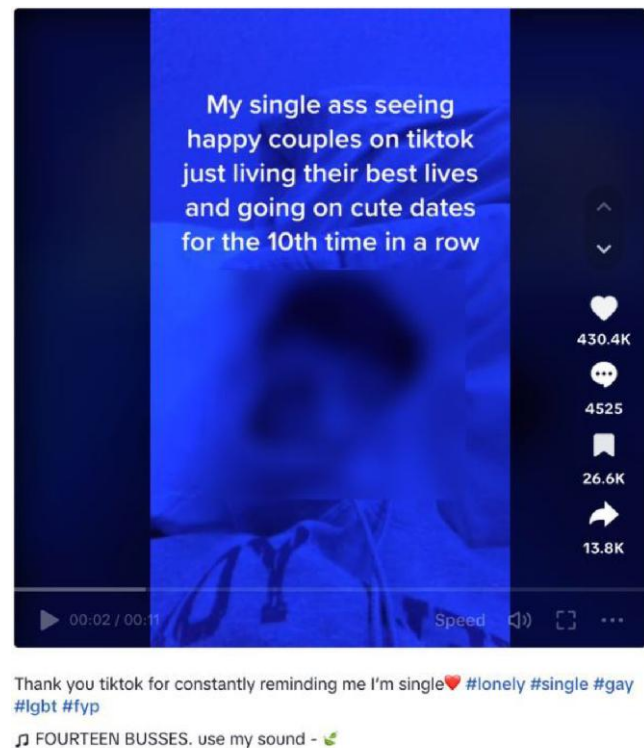 My single ass seeing
happy couples on tiktok
just living their best lives
and going on cute dates
for the 10th time in a row
430.4K
4525
26.6K
13.8K
00:02 / 00:11
Speed
Thank you tiktok for constantly reminding me I'm single❤️ #lonely #single #gay
#lgbt #fyp
♫ FOURTEEN BUSSES. use my sound - 🍃